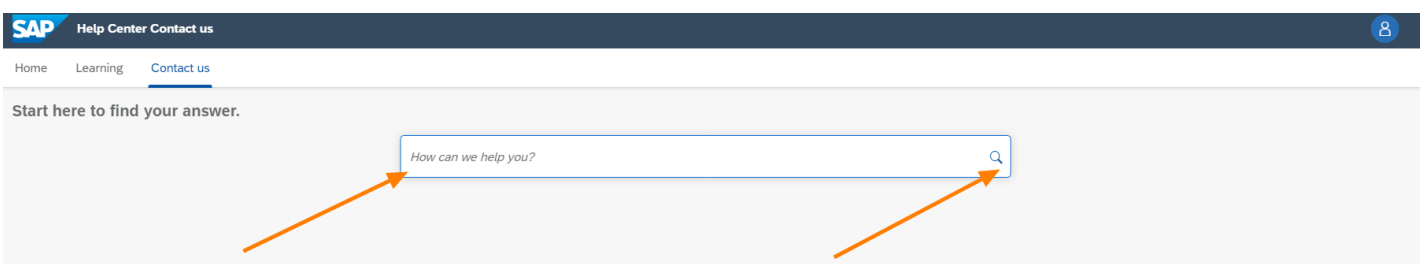 SAP Help Center Contact us
Home Learning Contact us
Start here to find your answer.
How can we help you?